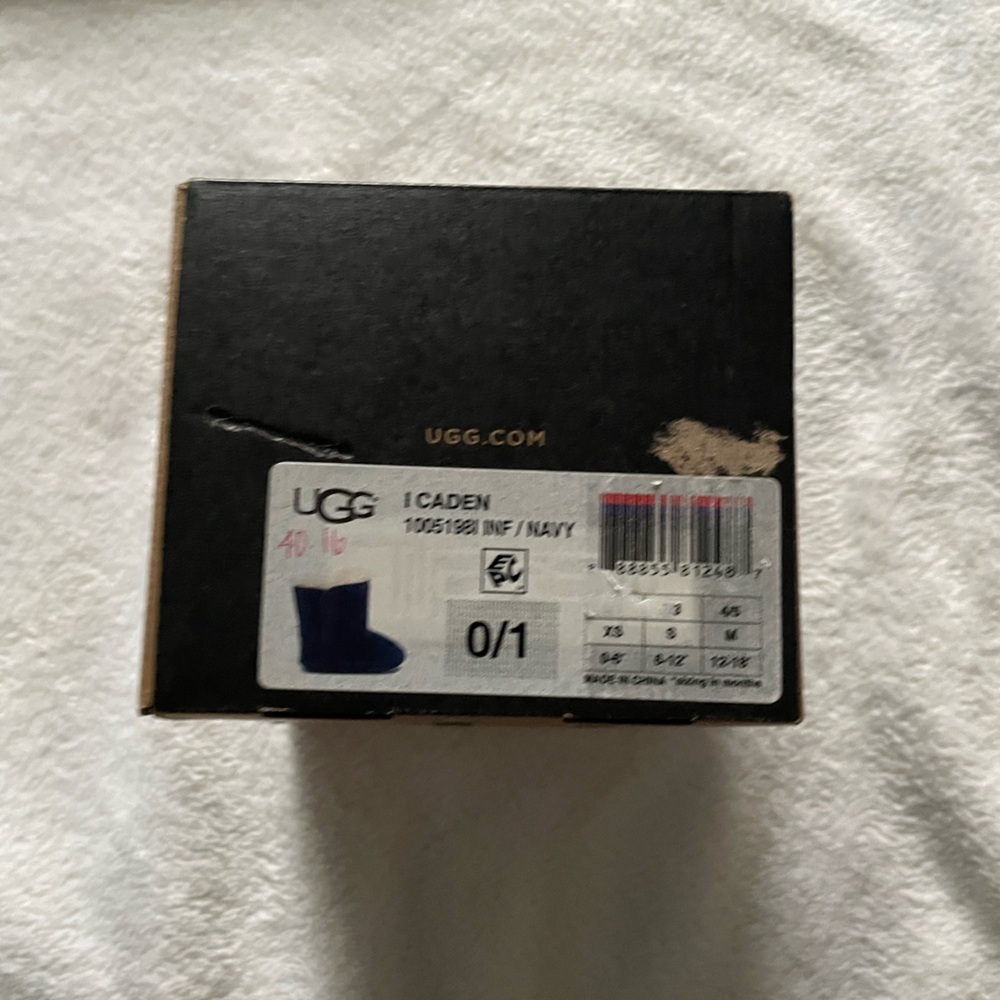 UGG.COM
UGG
I CADEN
1005198I INF / NAVY
40.16
0/1
3 4/5
XS S M
0-6* 6-12* 12-18*
MADE IN CHINA *sizing in months